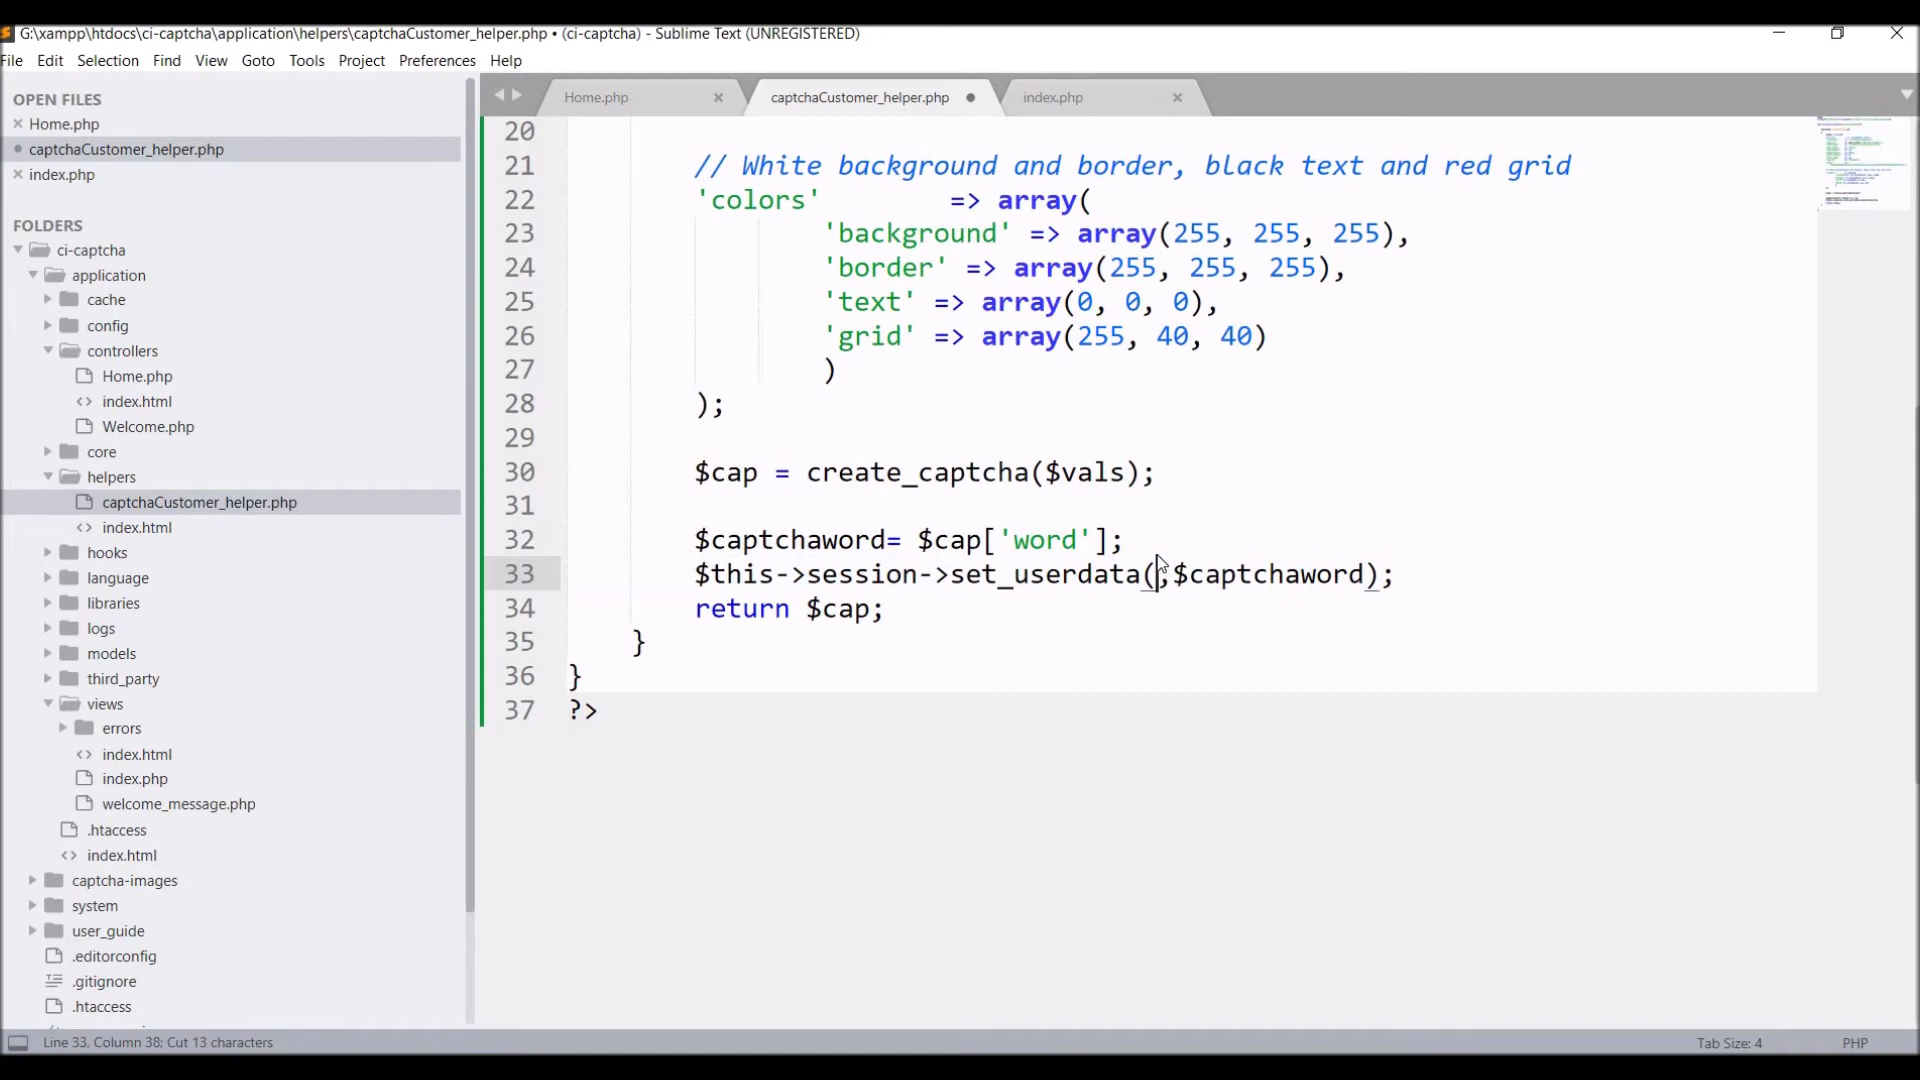 G:\xampp\htdocs\ci-captcha\application\helpers\captchaCustomer_helper.php • (ci-captcha) - Sublime Text (UNREGISTERED)
File Edit Selection Find View Goto Tools Project Preferences Help
OPEN FILES
Home.php
captchaCustomer_helper.php
index.php
FOLDERS
ci-captcha
application
cache
config
controllers
Home.php
index.html
Welcome.php
core
helpers
captchaCustomer_helper.php
index.html
hooks
language
libraries
logs
models
third_party
views
errors
index.html
index.php
welcome_message.php
.htaccess
index.html
captcha-images
system
user_guide
.editorconfig
.gitignore
.htaccess
Home.php captchaCustomer_helper.php index.php
20
21 // White background and border, black text and red grid
22 'colors' => array(
23 'background' => array(255, 255, 255),
24 'border' => array(255, 255, 255),
25 'text' => array(0, 0, 0),
26 'grid' => array(255, 40, 40)
27 )
28 );
29
30 $cap = create_captcha($vals);
31
32 $captchaword= $cap['word'];
33 $this->session->set_userdata(,$captchaword);
34 return $cap;
35 }
36 }
37 ?>
Line 33, Column 38; Cut 13 characters
Tab Size: 4 PHP